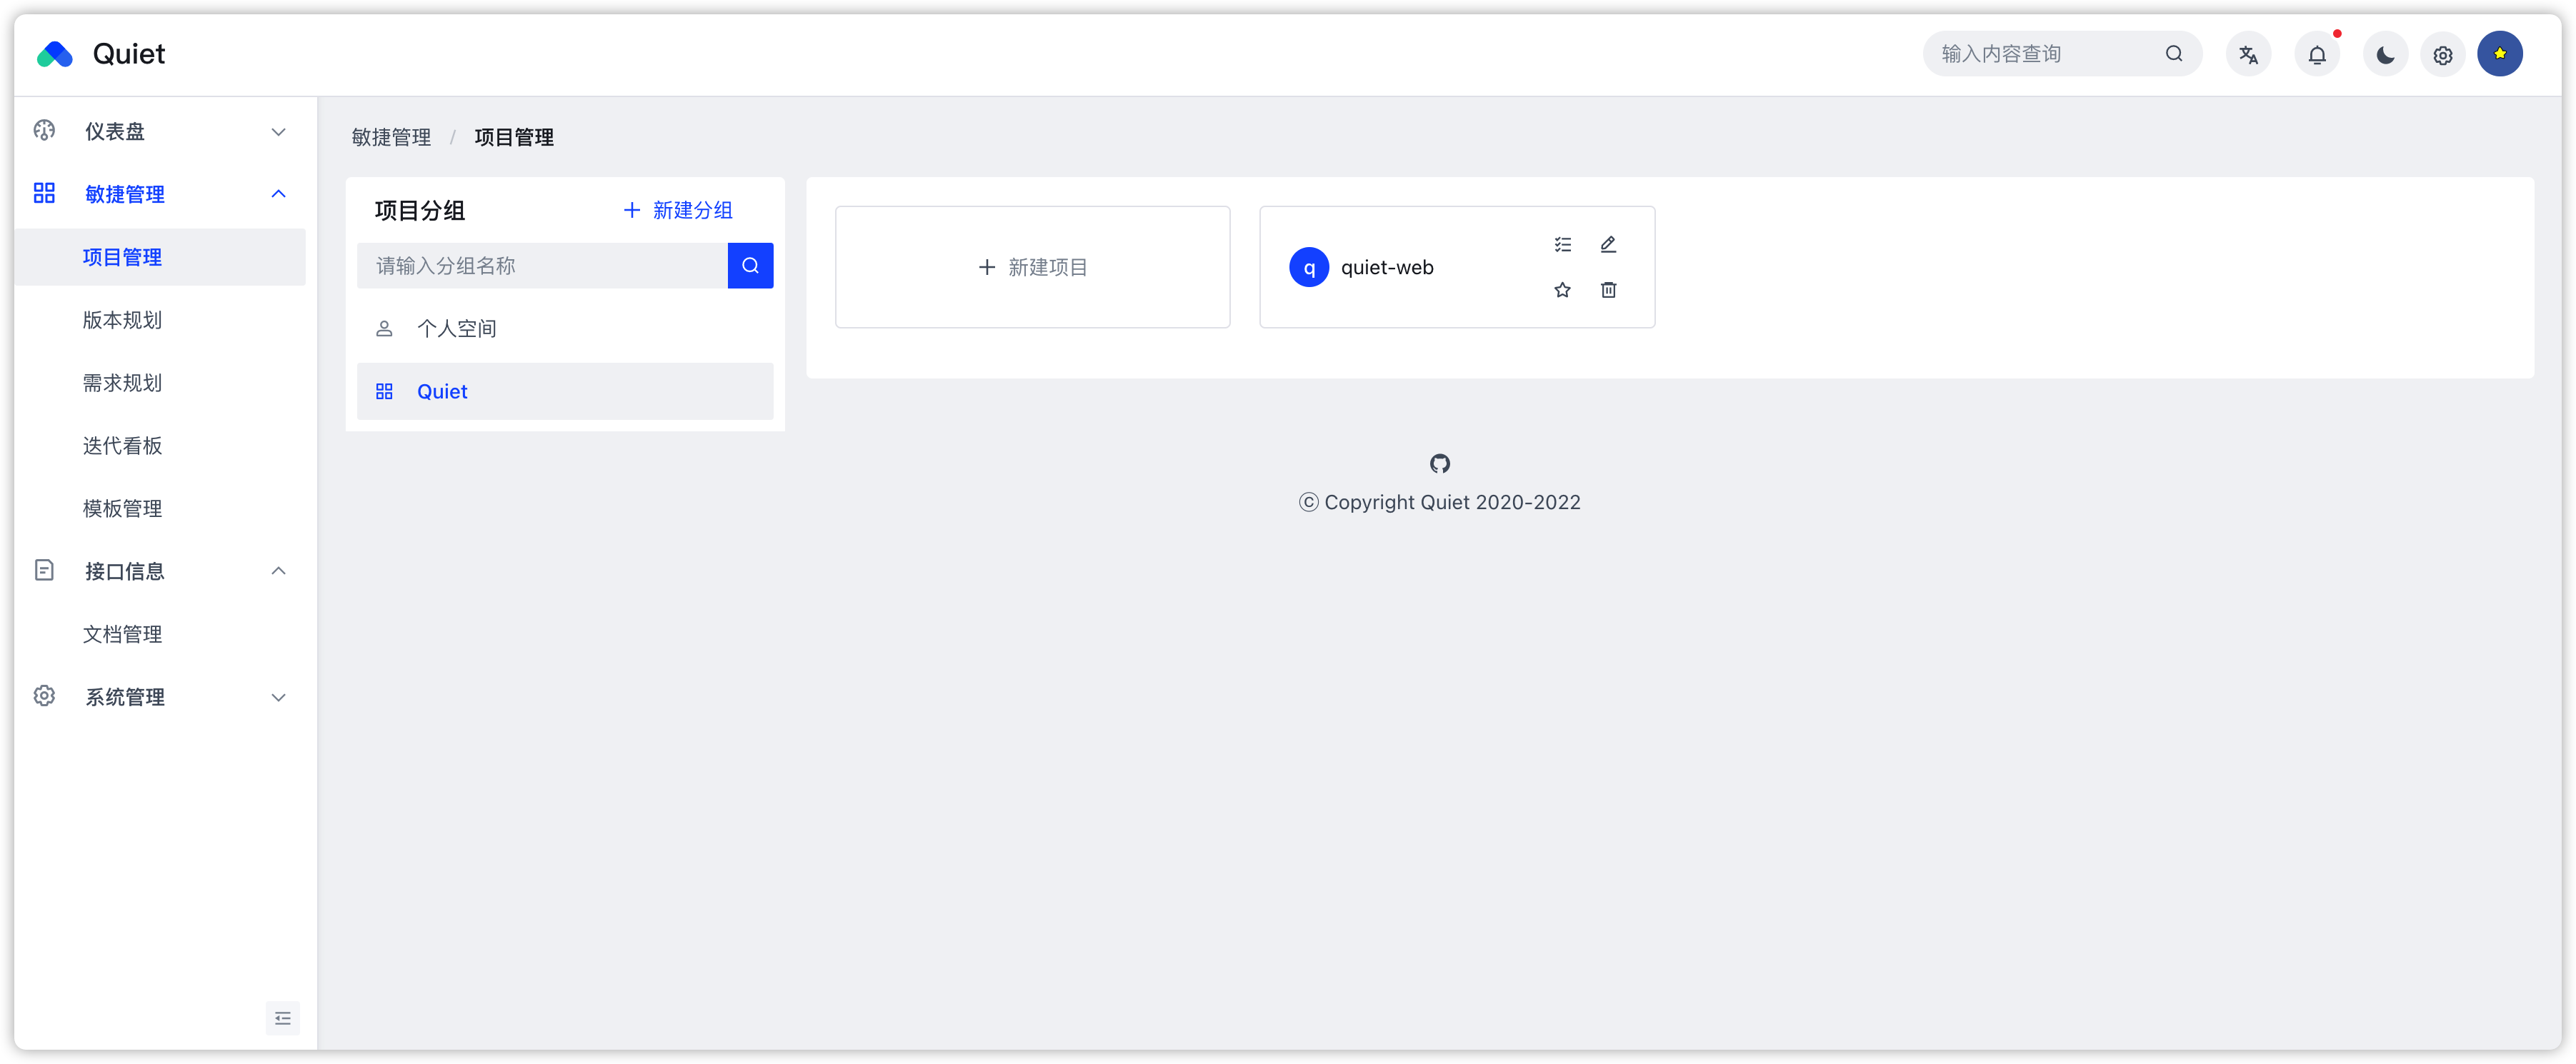 Quiet
输入内容查询
仪表盘
敏捷管理
项目管理
版本规划
需求规划
迭代看板
模板管理
接口信息
文档管理
系统管理
敏捷管理 / 项目管理
项目分组
+ 新建分组
请输入分组名称
个人空间
Quiet
+ 新建项目
q quiet-web
© Copyright Quiet 2020-2022